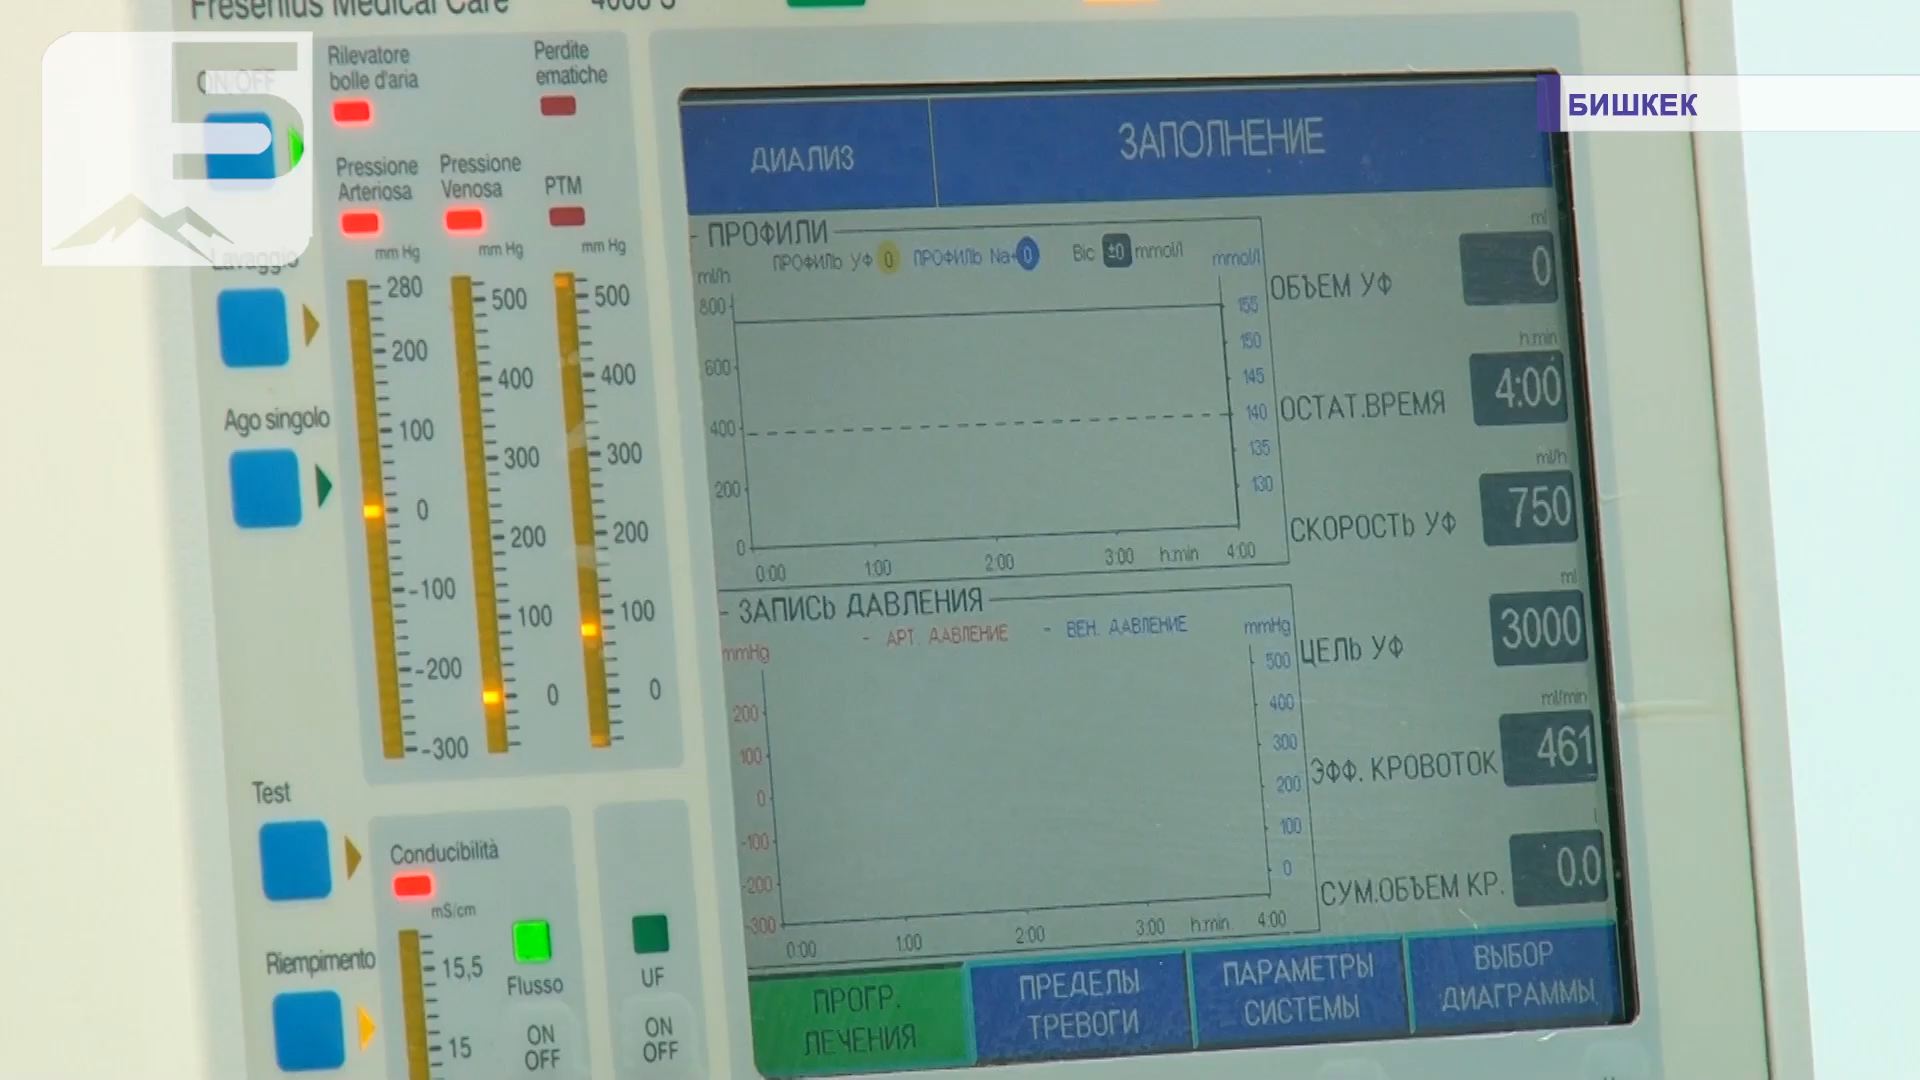 Fresenius Medical Care 4008 S
5
БИШКЕК
ON/OFF
Rilevatore
bolle d'aria
Perdite
ematiche
Pressione
Arteriosa
Pressione
Venosa
PTM
mm Hg
mm Hg
mm Hg
280
200
100
0
-100
-200
-300
500
400
300
200
100
0
500
400
300
200
100
0
Lavaggio
Ago singolo
Test
Riempimento
Conducibilità
mS/cm
15,5
15
Flusso
ON
OFF
UF
ON
OFF
ДИАЛИЗ
ЗАПОЛНЕНИЕ
ПРОФИЛИ
ПРОФИЛЬ УФ 0 ПРОФИЛЬ Na+ 0 Bic ±0 mmol/l
ml/h
mmol/l
800
600
400
200
0
155
150
145
140
135
130
0:00 1:00 2:00 3:00 h:min 4:00
ЗАПИСЬ ДАВЛЕНИЯ
- АРТ. ДАВЛЕНИЕ - ВЕН. ДАВЛЕНИЕ
mmHg
mmHg
200
100
0
-100
-200
-300
500
400
300
200
100
0
0:00 1:00 2:00 3:00 h:min 4:00
ml
ОБЪЕМ УФ 0
h:min
ОСТАТ.ВРЕМЯ 4:00
ml/h
СКОРОСТЬ УФ 750
ml
ЦЕЛЬ УФ 3000
ml/min
ЭФФ. КРОВОТОК 461
l
СУМ.ОБЪЕМ КР. 0.0
ПРОГР.
ЛЕЧЕНИЯ
ПРЕДЕЛЫ
ТРЕВОГИ
ПАРАМЕТРЫ
СИСТЕМЫ
ВЫБОР
ДИАГРАММЫ